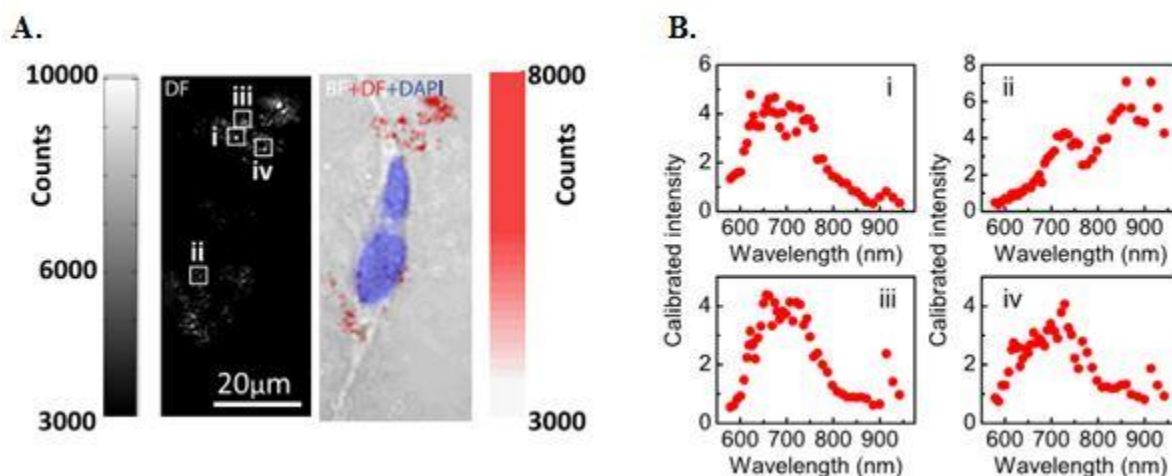 A.
B.
10000
6000
3000
Counts
DF
iii
i
iv
ii
20μm
BF+DF+DAPI
8000
3000
Counts
Calibrated intensity
i
6
4
2
0
600 700 800 900
Wavelength (nm)
ii
8
6
4
2
0
600 700 800 900
Wavelength (nm)
Calibrated intensity
iii
4
2
0
600 700 800 900
Wavelength (nm)
iv
4
2
0
600 700 800 900
Wavelength (nm)